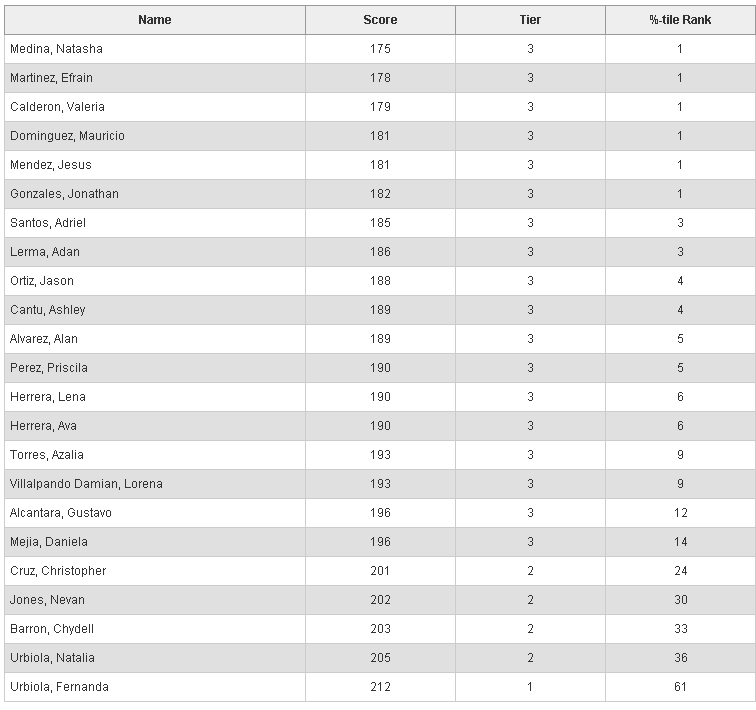 Name Score Tier %-tile Rank
Medina, Natasha 175 3 1
Martinez, Efrain 178 3 1
Calderon, Valeria 179 3 1
Dominguez, Mauricio 181 3 1
Mendez, Jesus 181 3 1
Gonzales, Jonathan 182 3 1
Santos, Adriel 185 3 3
Lerma, Adan 186 3 3
Ortiz, Jason 188 3 4
Cantu, Ashley 189 3 4
Alvarez, Alan 189 3 5
Perez, Priscila 190 3 5
Herrera, Lena 190 3 6
Herrera, Ava 190 3 6
Torres, Azalia 193 3 9
Villalpando Damian, Lorena 193 3 9
Alcantara, Gustavo 196 3 12
Mejia, Daniela 196 3 14
Cruz, Christopher 201 2 24
Jones, Nevan 202 2 30
Barron, Chydell 203 2 33
Urbiola, Natalia 205 2 36
Urbiola, Fernanda 212 1 61